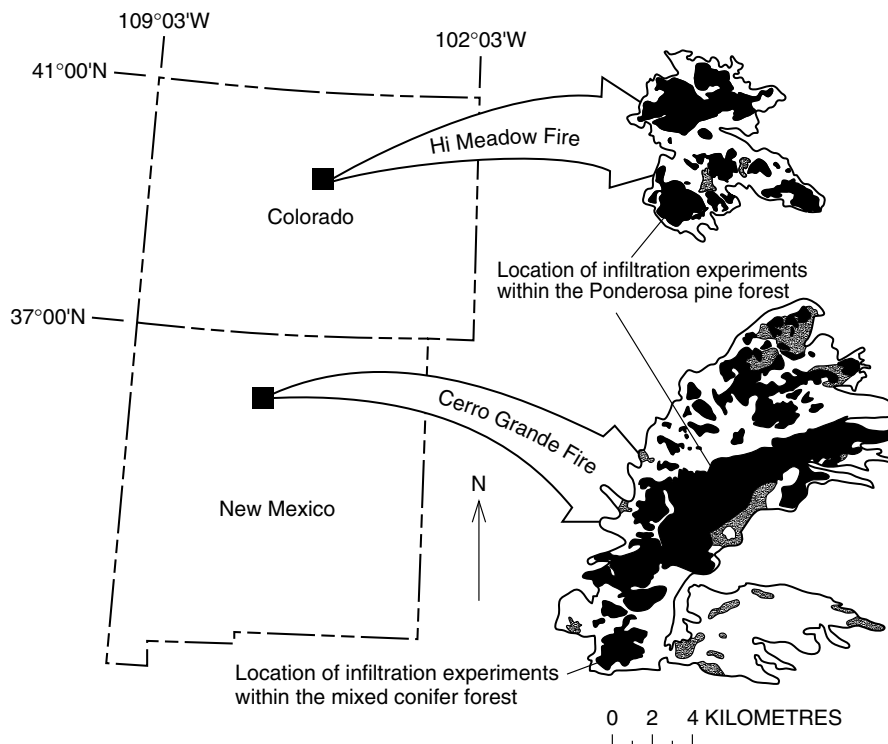 109°03'W
102°03'W
41°00'N
Hi Meadow Fire
Colorado
Location of infiltration experiments
within the Ponderosa pine forest
37°00'N
Cerro Grande Fire
N
New Mexico
Location of infiltration experiments
within the mixed conifer forest
0 2 4 KILOMETRES